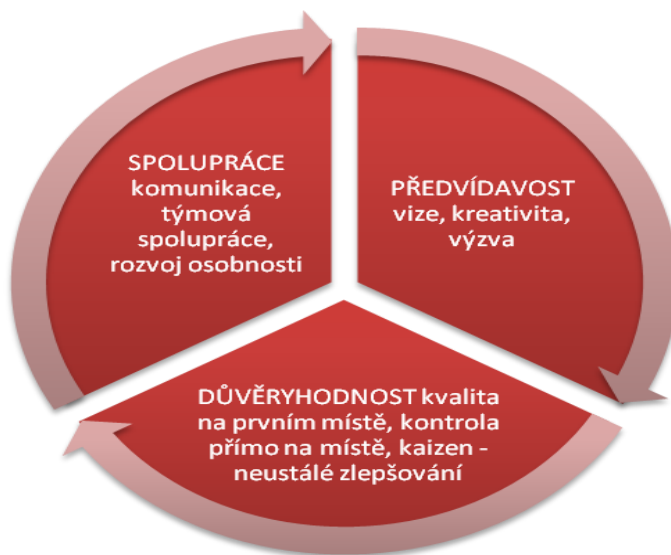 SPOLUPRÁCE
komunikace,
týmová
spolupráce,
rozvoj osobnosti
PŘEDVÍDAVOST
vize, kreativita,
výzva
DŮVĚRYHODNOST kvalita
na prvním místě, kontrola
přímo na místě, kaizen -
neustálé zlepšování